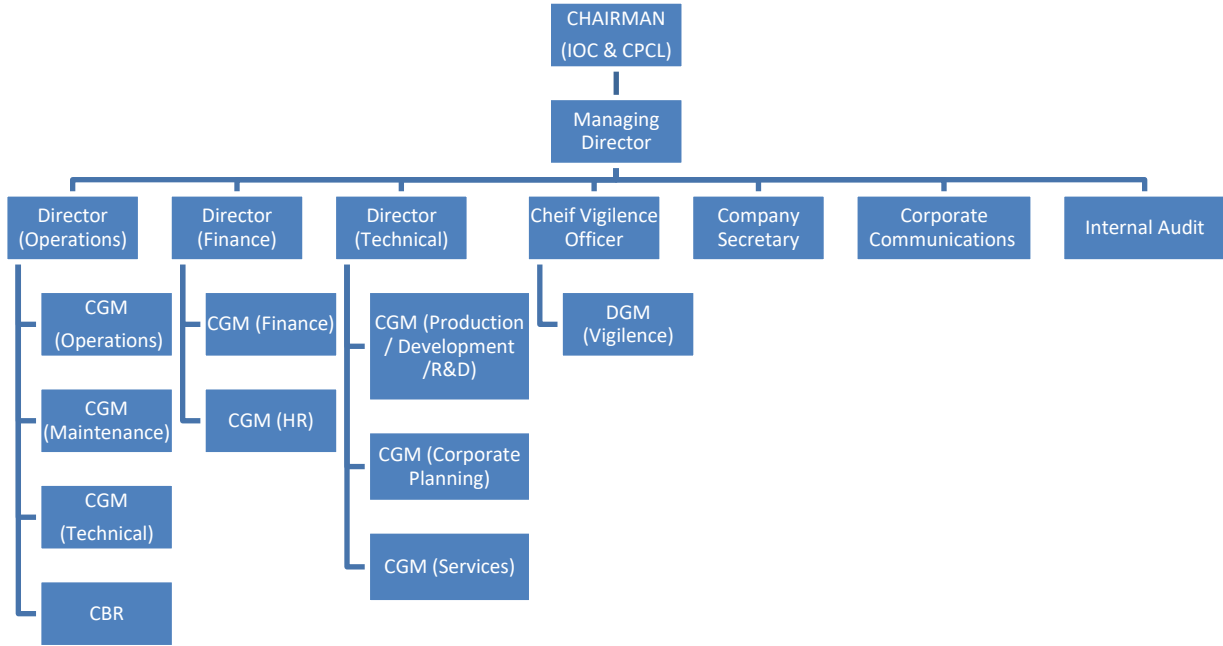 CHAIRMAN
(IOC & CPCL)
Managing
Director
Director
(Operations)
Director
(Finance)
Director
(Technical)
Cheif Vigilence
Officer
Company
Secretary
Corporate
Communications
Internal Audit
CGM
(Operations)
CGM
(Maintenance)
CGM
(Technical)
CBR
CGM (Finance)
CGM (HR)
CGM (Production
/ Development
/R&D)
CGM (Corporate
Planning)
CGM (Services)
DGM
(Vigilence)